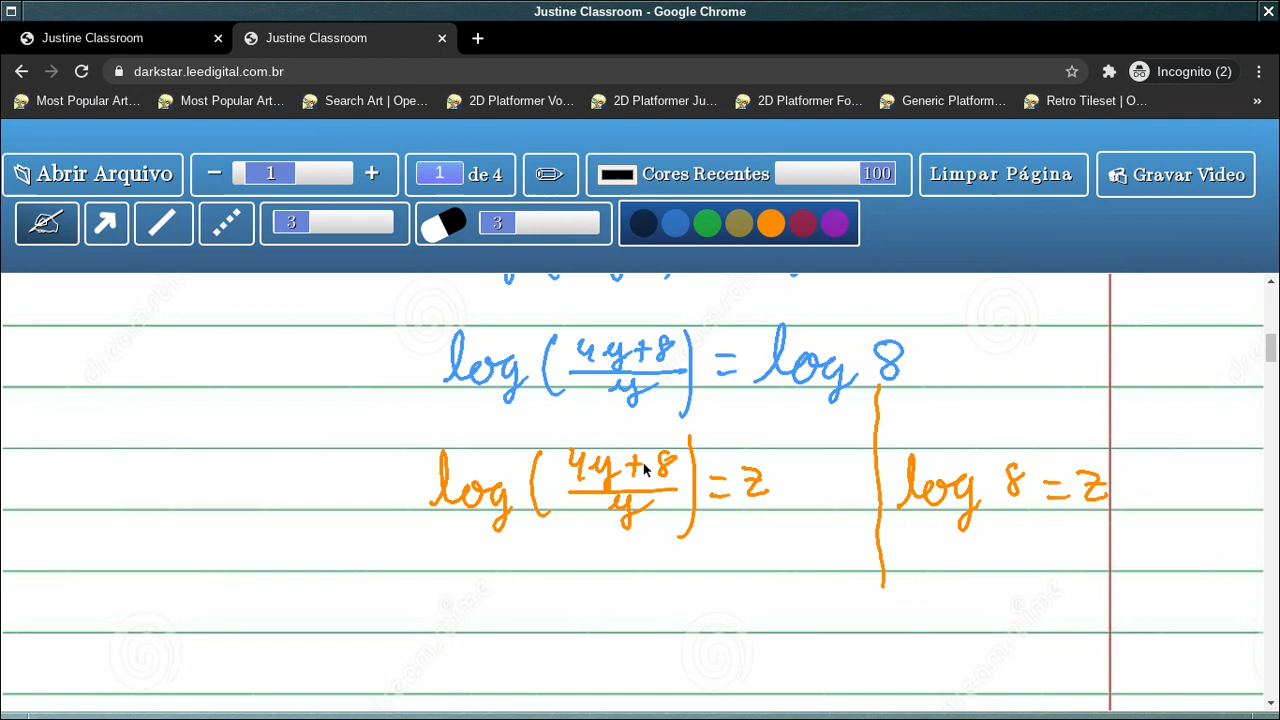 Justine Classroom - Google Chrome
Justine Classroom
Justine Classroom
darkstar.leedigital.com.br
Incognito (2)
Most Popular Art...
Most Popular Art...
Search Art | Ope...
2D Platformer Vo...
2D Platformer Ju...
2D Platformer Fo...
Generic Platform...
Retro Tileset | O...
Abrir Arquivo
− 1 +
1 de 4
Cores Recentes 100
Limpar Página
Gravar Video
3
3
log ( (4y+8)/y ) = log 8
log ( (4y+8)/y ) = z
log 8 = z
dreamstime